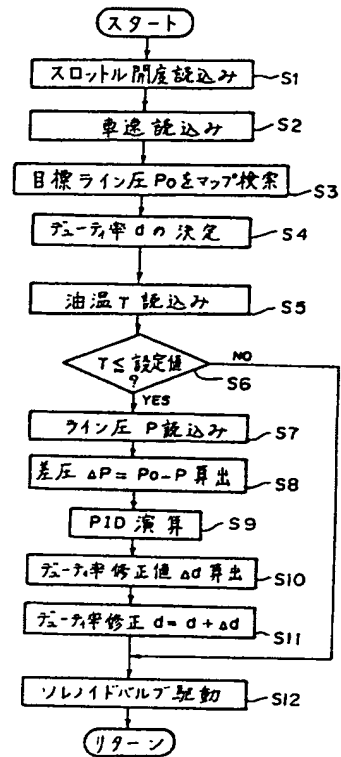 スタート
スロットル開度読込み S1
車速読込み S2
目標ライン圧Poをマップ検索 S3
デューティ率dの決定 S4
油温T読込み S5
T≦設定値 NO
? S6
YES
ライン圧P読込み S7
差圧ΔP=Po-P算出 S8
PID演算 S9
デューティ率修正値Δd算出 S10
デューティ率修正d=d+Δd S11
ソレノイドバルブ駆動 S12
リターン